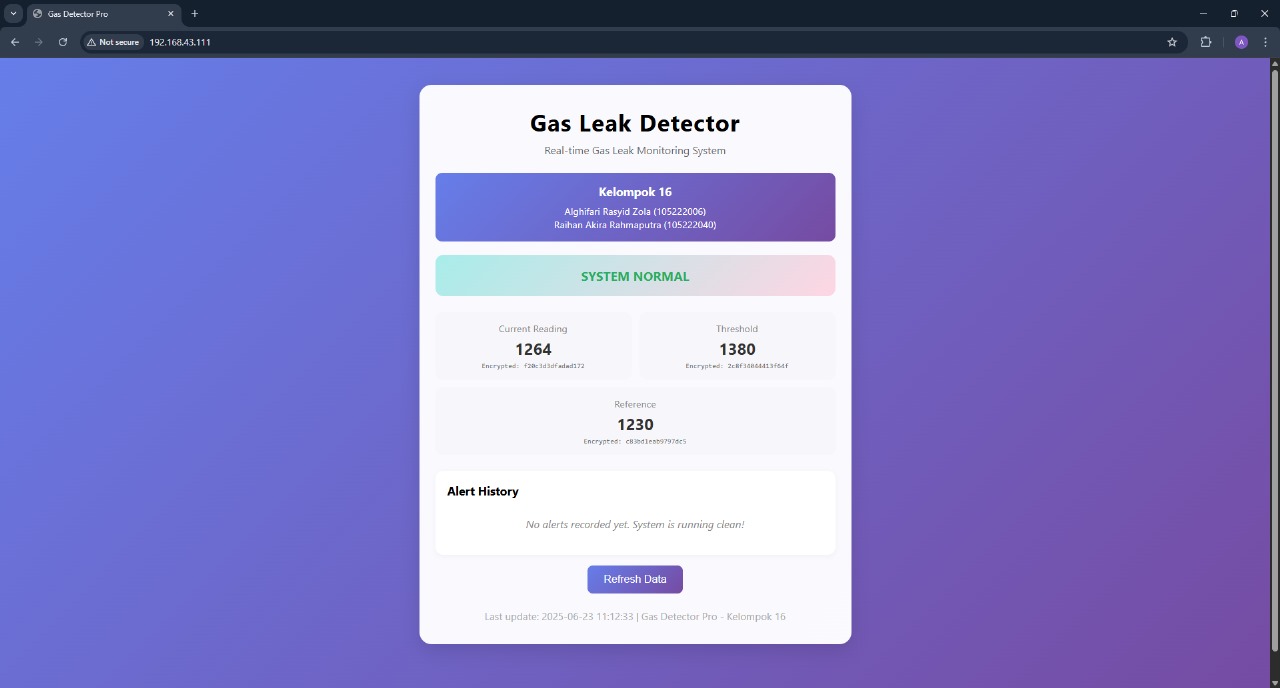 Gas Detector Pro
Not secure
192.168.43.111
A
Gas Leak Detector
Real-time Gas Leak Monitoring System
Kelompok 16
Alghifari Rasyid Zola (105222006)
Raihan Akira Rahmaputra (105222040)
SYSTEM NORMAL
Current Reading
1264
Encrypted: f20c3d3dfadad172
Threshold
1380
Encrypted: 2c8f34844413f64f
Reference
1230
Encrypted: c83bd1eab9797dc5
Alert History
No alerts recorded yet. System is running clean!
Refresh Data
Last update: 2025-06-23 11:12:33 | Gas Detector Pro - Kelompok 16